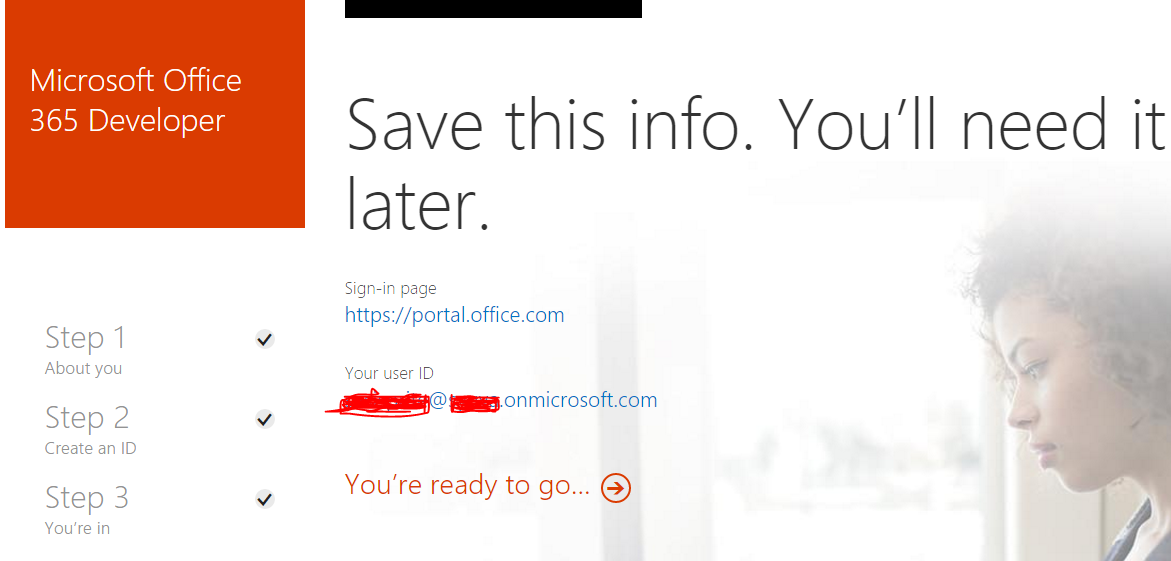 Microsoft Office
365 Developer
Step 1
About you
Step 2
Create an ID
Step 3
You're in
Save this info. You'll need it
later.
Sign-in page
https://portal.office.com
Your user ID
@
.onmicrosoft.com
You're ready to go...